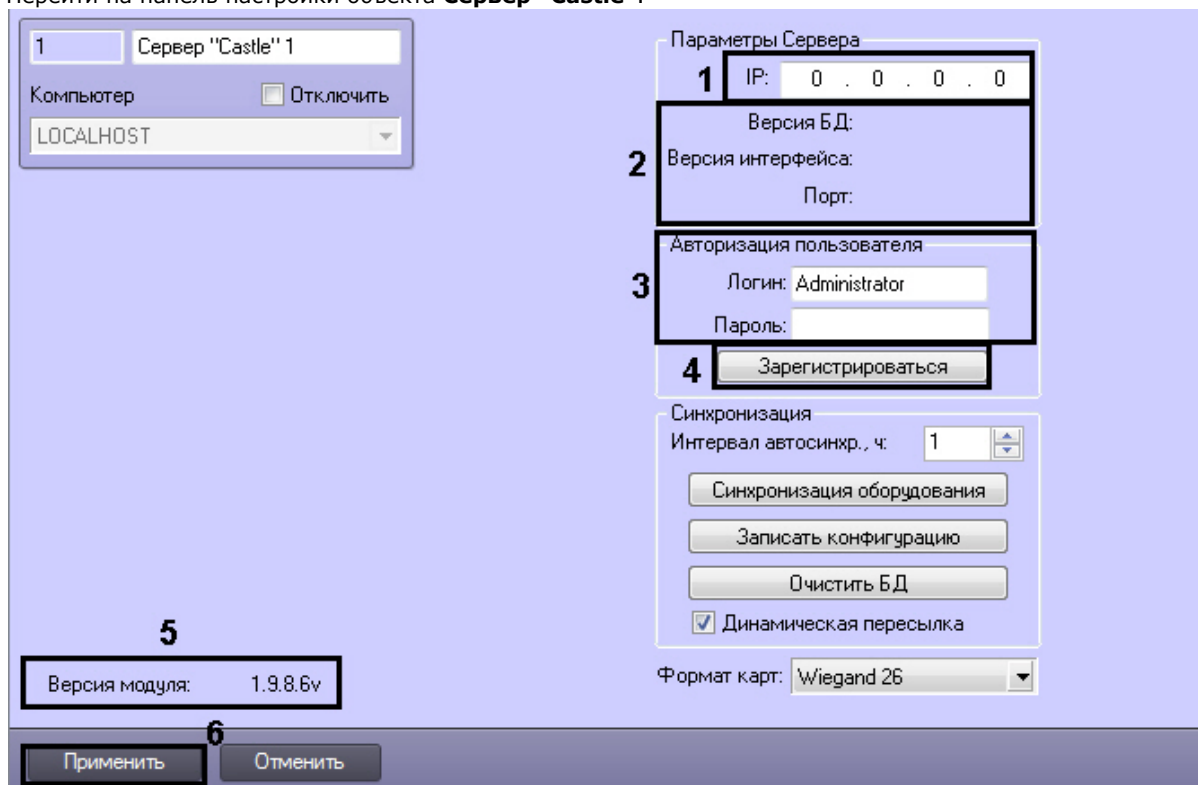 Перейти на панель настройки объекта Сервер "Castle".
1 Сервер "Castle" 1
Компьютер Отключить
LOCALHOST
Параметры Сервера
1 IP: 0 . 0 . 0 . 0
2
Версия БД:
Версия интерфейса:
Порт:
Авторизация пользователя
3
Логин: Administrator
Пароль:
4 Зарегистрироваться
Синхронизация
Интервал автосинхр., ч: 1
Синхронизация оборудования
Записать конфигурацию
Очистить БД
Динамическая пересылка
Формат карт: Wiegand 26
5
Версия модуля: 1.9.8.6v
6
Применить Отменить